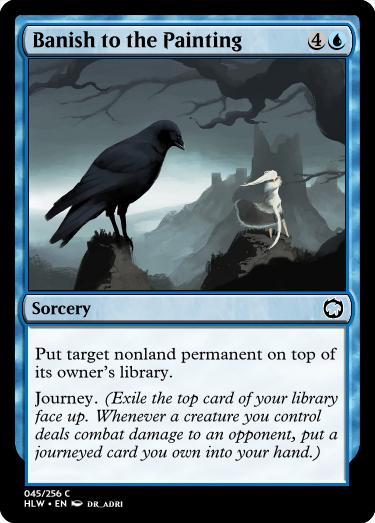 Banish to the Painting 4
Sorcery
Put target nonland permanent on top of
its owner's library.
Journey. (Exile the top card of your library
face up. Whenever a creature you control
deals combat damage to an opponent, put a
journeyed card you own into your hand.)
045/256 C
HLW • EN DR_ADRI